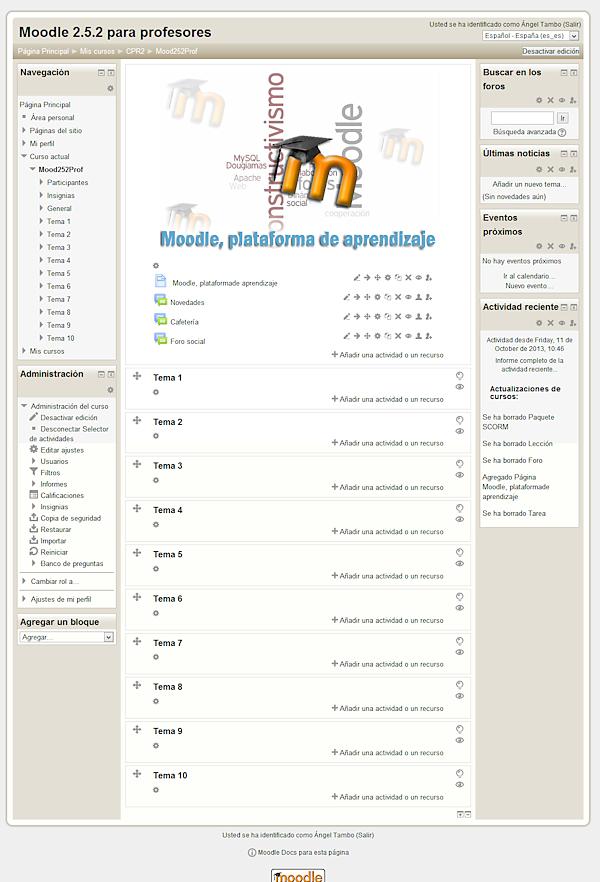 Usted se ha identificado como Ángel Tambo (Salir)
Moodle 2.5.2 para profesores
Español - España (es_es)
Página Principal ► Mis cursos ► CPR2 ► Mood252Prof
Desactivar edición
Navegación
Página Principal
Área personal
Páginas del sitio
Mi perfil
Curso actual
Mood252Prof
Participantes
Insignias
General
Tema 1
Tema 2
Tema 3
Tema 4
Tema 5
Tema 6
Tema 7
Tema 8
Tema 9
Tema 10
Mis cursos
Administración
Administración del curso
Desactivar edición
Desconectar Selector
de actividades
Editar ajustes
Usuarios
Filtros
Informes
Calificaciones
Insignias
Copia de seguridad
Restaurar
Importar
Reiniciar
Banco de preguntas
Cambiar rol a...
Ajustes de mi perfil
Agregar un bloque
Agregar...
constructivismo
Moodle
MySQL
Dougiamas
Apache
Web
social
cooperación
m
Moodle, plataforma de aprendizaje
Moodle, plataformade aprendizaje
Novedades
Cafetería
Foro social
Añadir una actividad o un recurso
Tema 1
Añadir una actividad o un recurso
Tema 2
Añadir una actividad o un recurso
Tema 3
Añadir una actividad o un recurso
Tema 4
Añadir una actividad o un recurso
Tema 5
Añadir una actividad o un recurso
Tema 6
Añadir una actividad o un recurso
Tema 7
Añadir una actividad o un recurso
Tema 8
Añadir una actividad o un recurso
Tema 9
Añadir una actividad o un recurso
Tema 10
Añadir una actividad o un recurso
Buscar en los
foros
Ir
Búsqueda avanzada
Últimas noticias
Añadir un nuevo tema...
(Sin novedades aún)
Eventos
próximos
No hay eventos próximos
Ir al calendario...
Nuevo evento...
Actividad reciente
Actividad desde Friday, 11 de
October de 2013, 10:46
Informe completo de la
actividad reciente...
Actualizaciones de
cursos:
Se ha borrado Paquete
SCORM
Se ha borrado Lección
Se ha borrado Foro
Agregado Página
Moodle, plataformade
aprendizaje
Se ha borrado Tarea
Usted se ha identificado como Ángel Tambo (Salir)
Moodle Docs para esta página
moodle